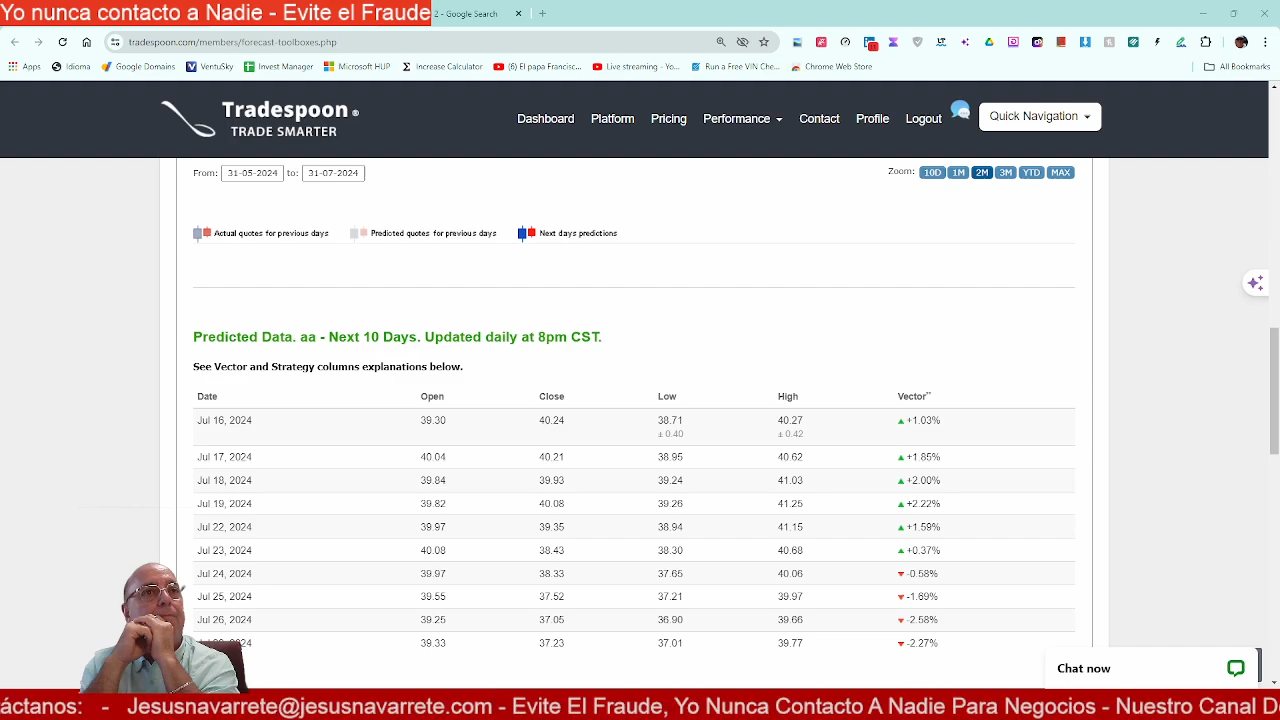 Yo nunca contacto a Nadie - Evite el Fraude
2 - Google Search
tradespoon.com/members/forecast-toolboxes.php
Apps Idioma Google Domains VentuSky Invest Manager Microsoft HUP Increase Calculator (6) El papa Francisc... Live streaming - Yo... Run a Free VIN Che... Chrome Web Store All Bookmarks
Tradespoon ®
TRADE SMARTER
Dashboard Platform Pricing Performance Contact Profile Logout Quick Navigation
From: 31-05-2024 to: 31-07-2024
Zoom: 10D 1M 2M 3M YTD MAX
Actual quotes for previous days Predicted quotes for previous days Next days predictions
Predicted Data. aa - Next 10 Days. Updated daily at 8pm CST.
See Vector and Strategy columns explanations below.
Date Open Close Low High Vector**
Jul 16, 2024 39.30 40.24 38.71 40.27 +1.03%
± 0.40 ± 0.42
Jul 17, 2024 40.04 40.21 38.95 40.62 +1.85%
Jul 18, 2024 39.84 39.93 39.24 41.03 +2.00%
Jul 19, 2024 39.82 40.08 39.26 41.25 +2.22%
Jul 22, 2024 39.97 39.35 38.94 41.15 +1.59%
Jul 23, 2024 40.08 38.43 38.30 40.68 +0.37%
Jul 24, 2024 39.97 38.33 37.65 40.06 -0.58%
Jul 25, 2024 39.55 37.52 37.21 39.97 -1.69%
Jul 26, 2024 39.25 37.05 36.90 39.66 -2.58%
39.33 37.23 37.01 39.77 -2.27%
Chat now
áctanos: - Jesusnavarrete@jesusnavarrete.com - Evite El Fraude, Yo Nunca Contacto A Nadie Para Negocios - Nuestro Canal D